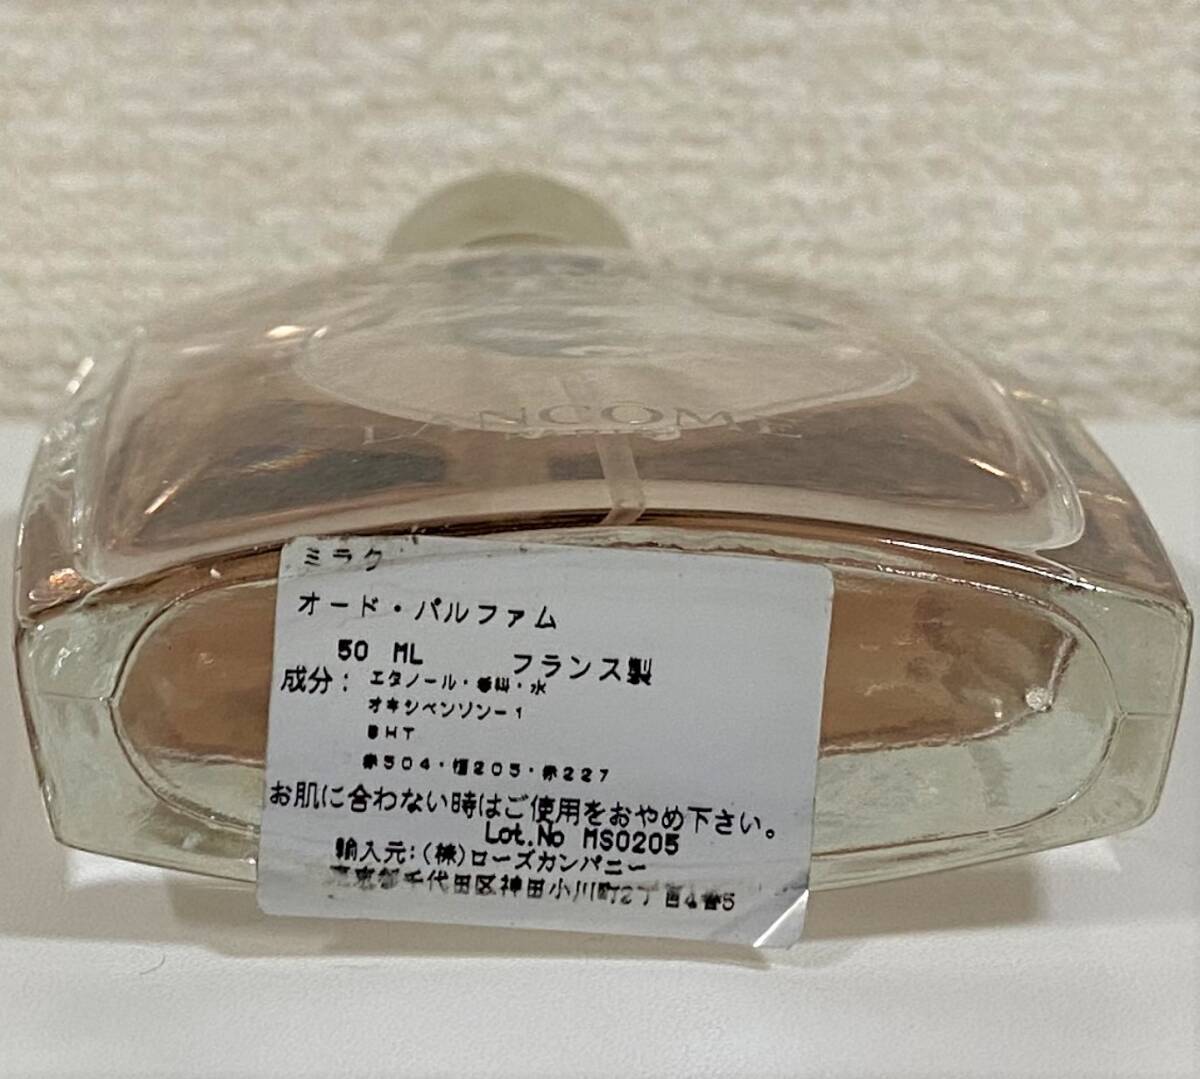 LANCOME
ミラク
オード・パルファム
50 ML フランス製
成分: エタノール・香料・水
オキシベンゾン-1
BHT
赤504・橙205・赤227
お肌に合わない時はご使用をおやめ下さい。
Lot.No MS0205
輸入元:(株)ローズカンパニー
東京都千代田区神田小川町2丁目4番5